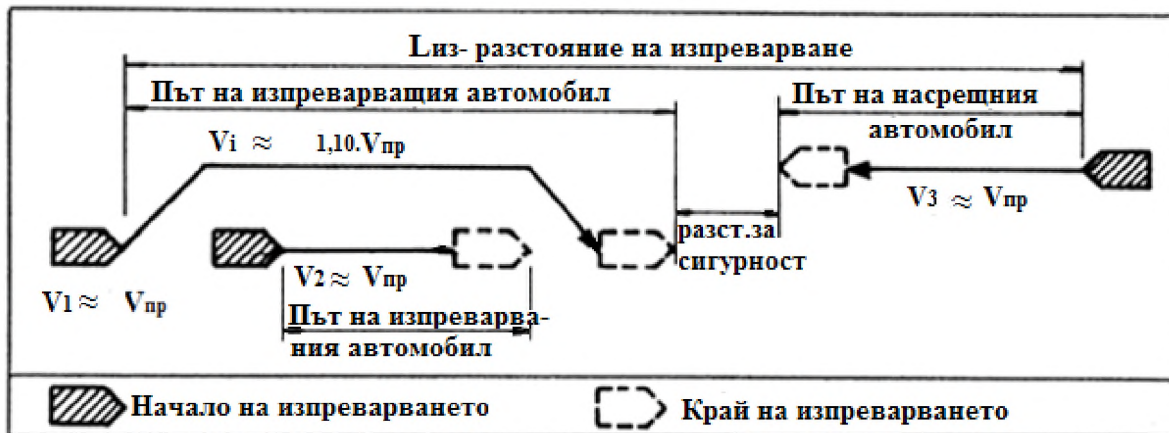 Lиз- разстояние на изпреварване
Път на изпреварващия автомобил
Път на насрещния
автомобил
Vi ≈ 1,10.Vпр
V3 ≈ Vпр
разст.за
сигурност
V2 ≈ Vпр
V1 ≈ Vпр
Път на изпреварва-
ния автомобил
Начало на изпреварването
Край на изпреварването